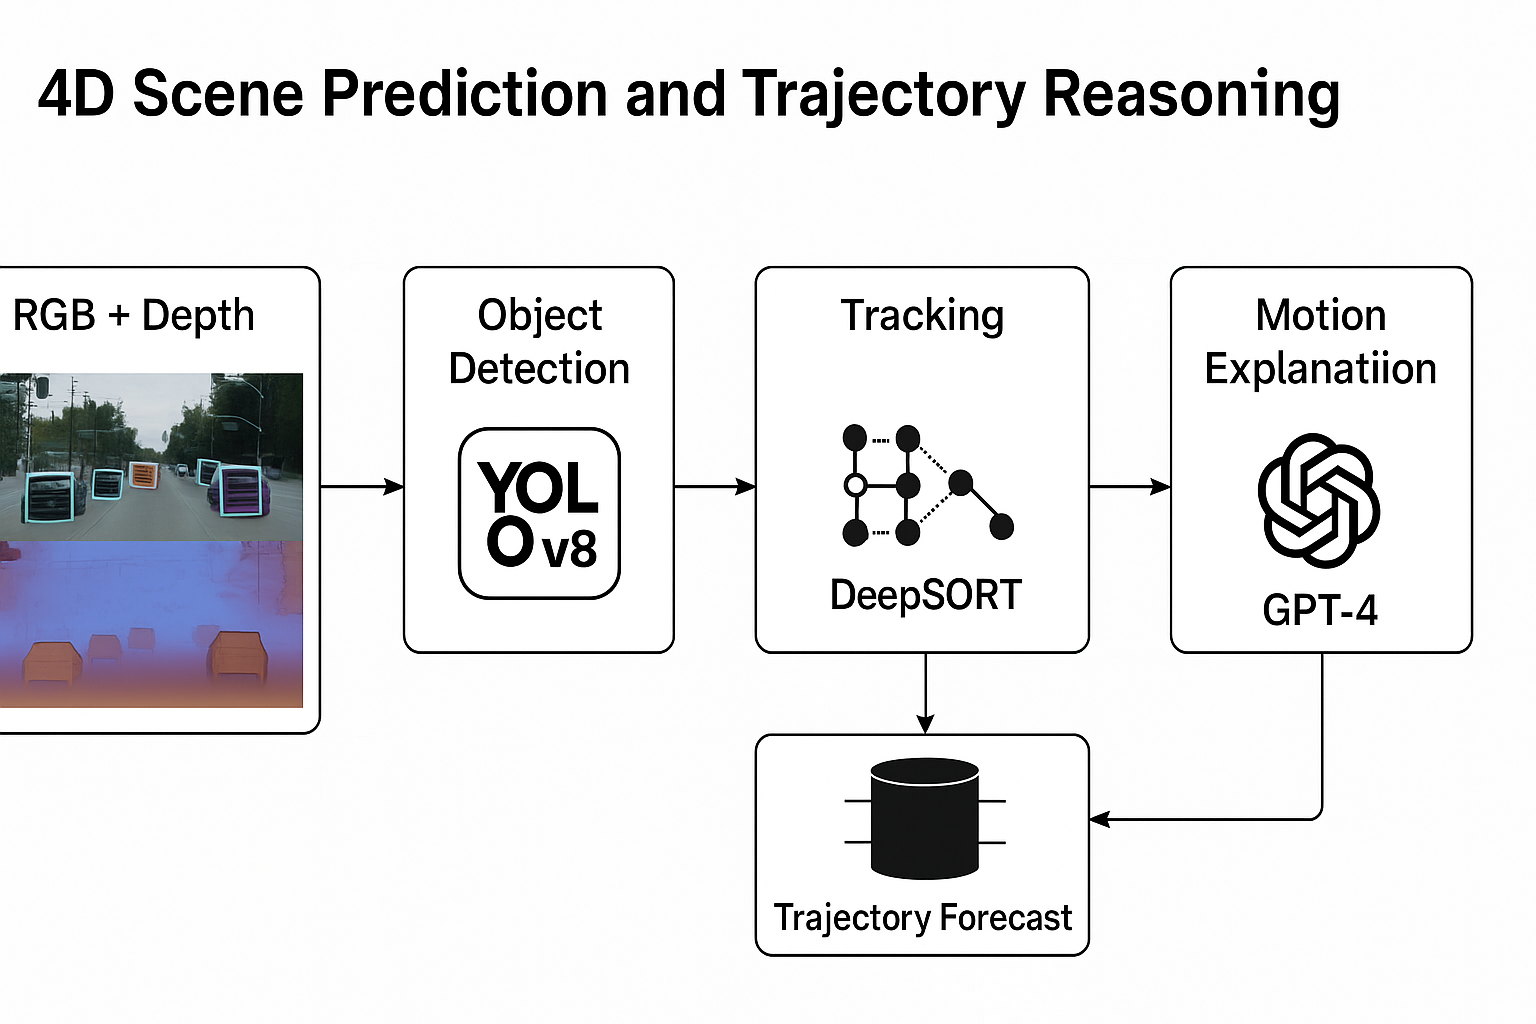 4D Scene Prediction and Trajectory Reasoning
RGB + Depth
Object
Detection
YOL
O v8
Tracking
DeepSORT
Motion
Explanatiion
GPT-4
Trajectory Forecast